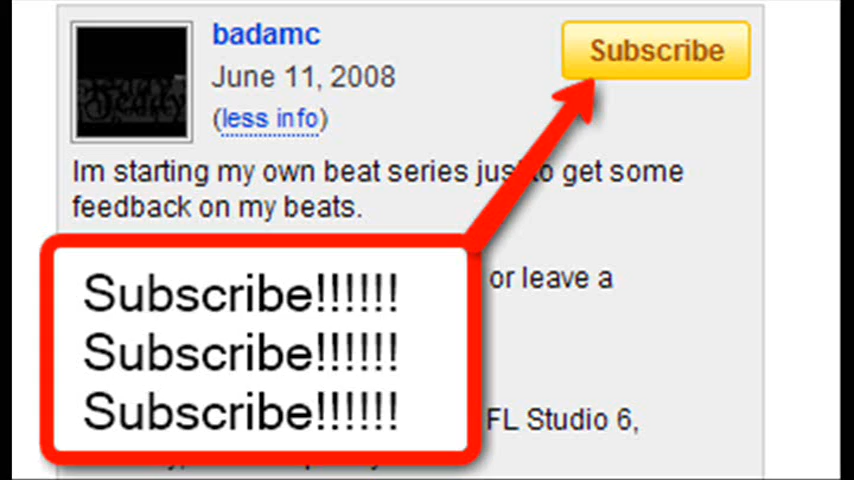 badamc
Subscribe
June 11, 2008
(less info)
Im starting my own beat series just to get some
feedback on my beats.
or leave a
Subscribe!!!!!!
Subscribe!!!!!!
Subscribe!!!!!!
FL Studio 6,